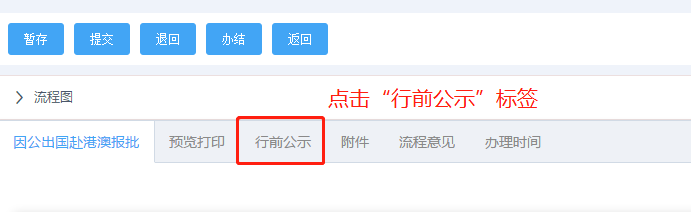 暂存 提交 退回 办结 返回
流程图 点击“行前公示”标签
因公出国赴港澳报批 预览打印 行前公示 附件 流程意见 办理时间